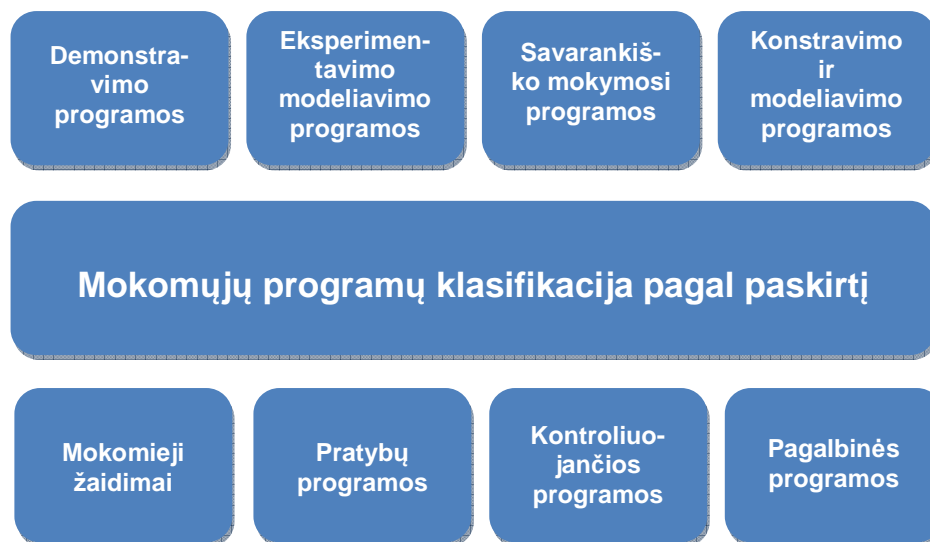 Demonstra-
vimo
programos
Eksperimen-
tavimo
modeliavimo
programos
Savarankiš-
ko mokymosi
programos
Konstravimo
ir
modeliavimo
programos
Mokomųjų programų klasifikacija pagal paskirtį
Mokomieji
žaidimai
Pratybų
programos
Kontroliuo-
jančios
programos
Pagalbinės
programos